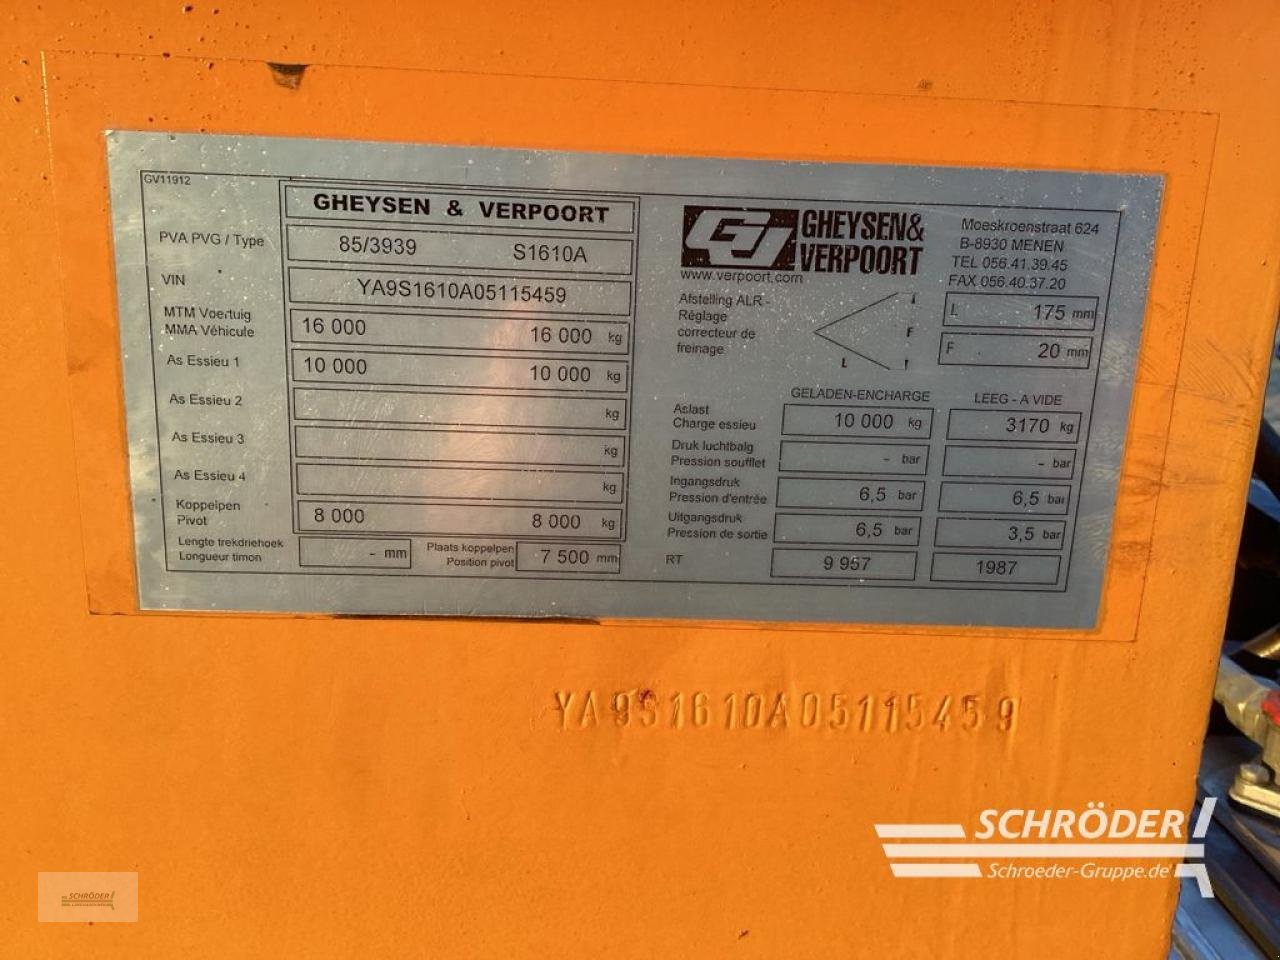 GV11912
GHEYSEN & VERPOORT
PVA PVG / Type 85/3939 S1610A
VIN YA9S1610A05115459
MTM Voertuig
MMA Véhicule 16 000 16 000 kg
As Essieu 1 10 000 10 000 kg
As Essieu 2 kg
As Essieu 3 kg
As Essieu 4 kg
Koppelpen
Pivot 8 000 8 000 kg
Lengte trekdriehoek
Longueur timon - mm
Plaats koppelpen
Position pivot 7 500 mm
GV GHEYSEN&
VERPOORT
www.verpoort.com
Moeskroenstraat 624
B-8930 MENEN
TEL 056.41.39.45
FAX 056.40.37.20
Afstelling ALR -
Réglage
correcteur de
freinage
F
L
L 175 mm
F 20 mm
GELADEN-ENCHARGE LEEG - A VIDE
Aslast
Charge essieu 10 000 kg 3170 kg
Druk luchtbalg
Pression soufflet - bar - bar
Ingangsdruk
Pression d'entrée 6,5 bar 6,5 bar
Uitgangsdruk
Pression de sortie 6,5 bar 3,5 bar
RT 9 957 1987
YA9S1610A05115459
SCHRÖDER
Schroeder-Gruppe.de
SCHRÖDER